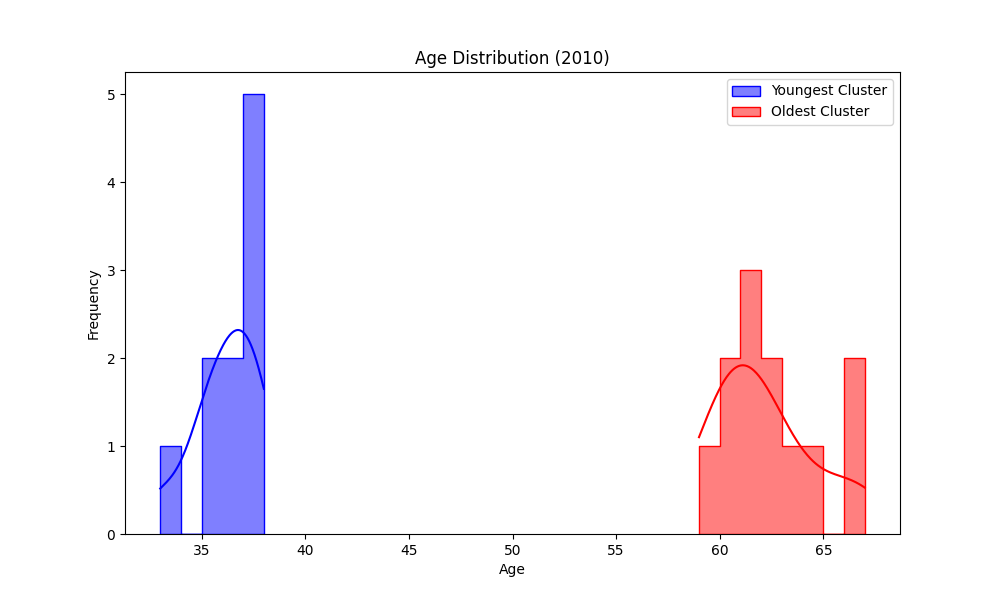 Age Distribution (2010)
Youngest Cluster
Oldest Cluster
Frequency
5
4
3
2
1
0
35 40 45 50 55 60 65
Age